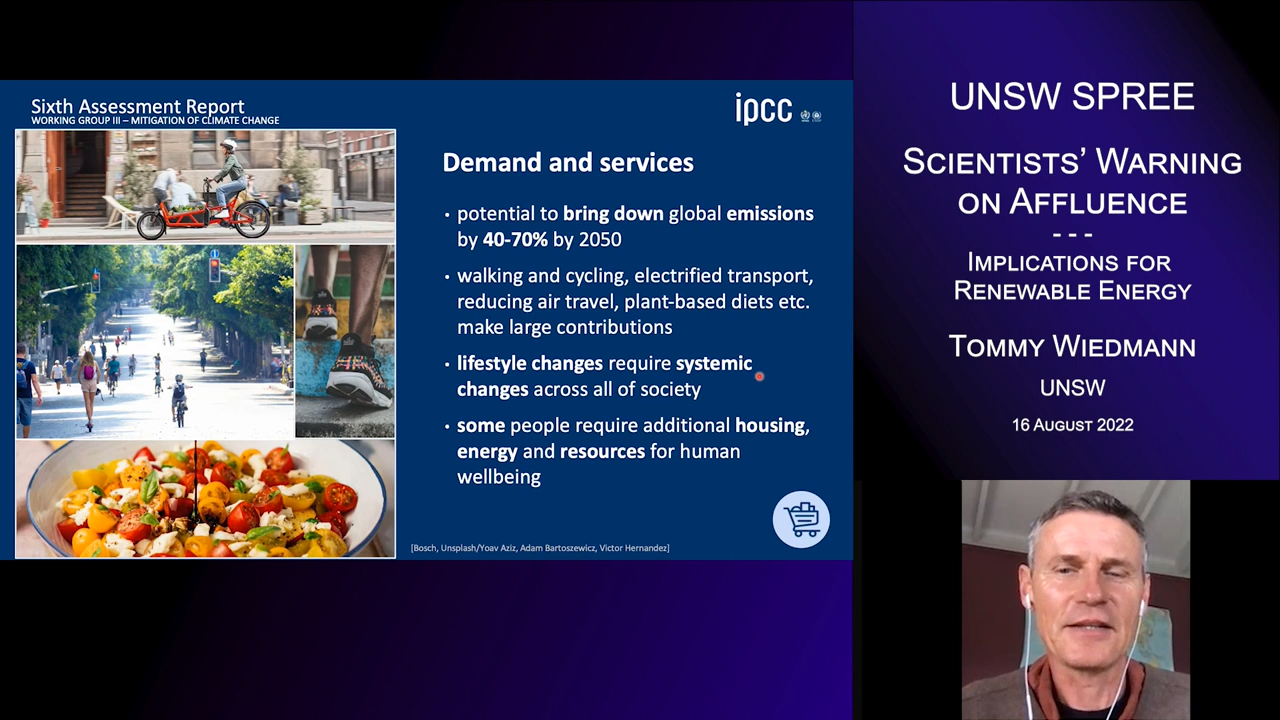 Sixth Assessment Report
WORKING GROUP III – MITIGATION OF CLIMATE CHANGE
ipcc
Demand and services
• potential to bring down global emissions
by 40-70% by 2050
• walking and cycling, electrified transport,
reducing air travel, plant-based diets etc.
make large contributions
• lifestyle changes require systemic
changes across all of society
• some people require additional housing,
energy and resources for human
wellbeing
[Bosch, Unsplash/Yoav Aziz, Adam Bartoszewicz, Victor Hernandez]
UNSW SPREE
SCIENTISTS’ WARNING
ON AFFLUENCE
- - -
IMPLICATIONS FOR
RENEWABLE ENERGY
TOMMY WIEDMANN
UNSW
16 AUGUST 2022